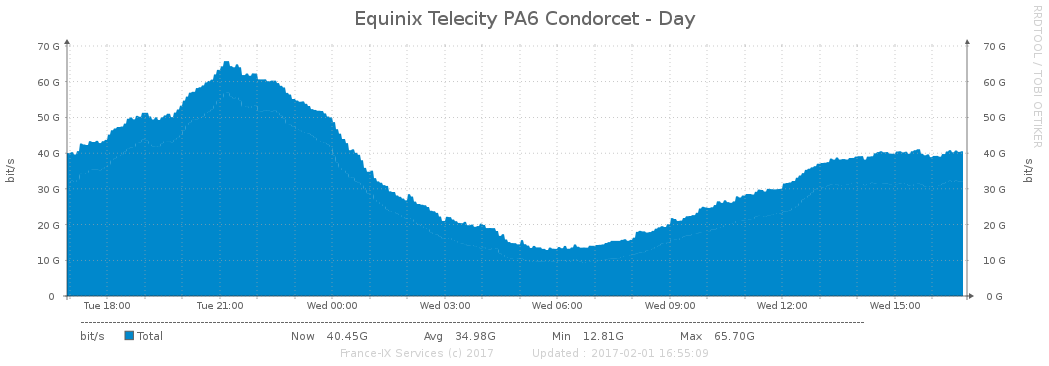 Equinix Telecity PA6 Condorcet - Day
RRDTOOL / TOBI OETIKER
70 G 70 G
60 G 60 G
50 G 50 G
40 G 40 G
30 G 30 G
20 G 20 G
10 G 10 G
0 0 G
bit/s bit/s
Tue 18:00 Tue 21:00 Wed 00:00 Wed 03:00 Wed 06:00 Wed 09:00 Wed 12:00 Wed 15:00
bit/s Total Now 40.45G Avg 34.98G Min 12.81G Max 65.70G
France-IX Services (c) 2017 Updated : 2017-02-01 16:55:09